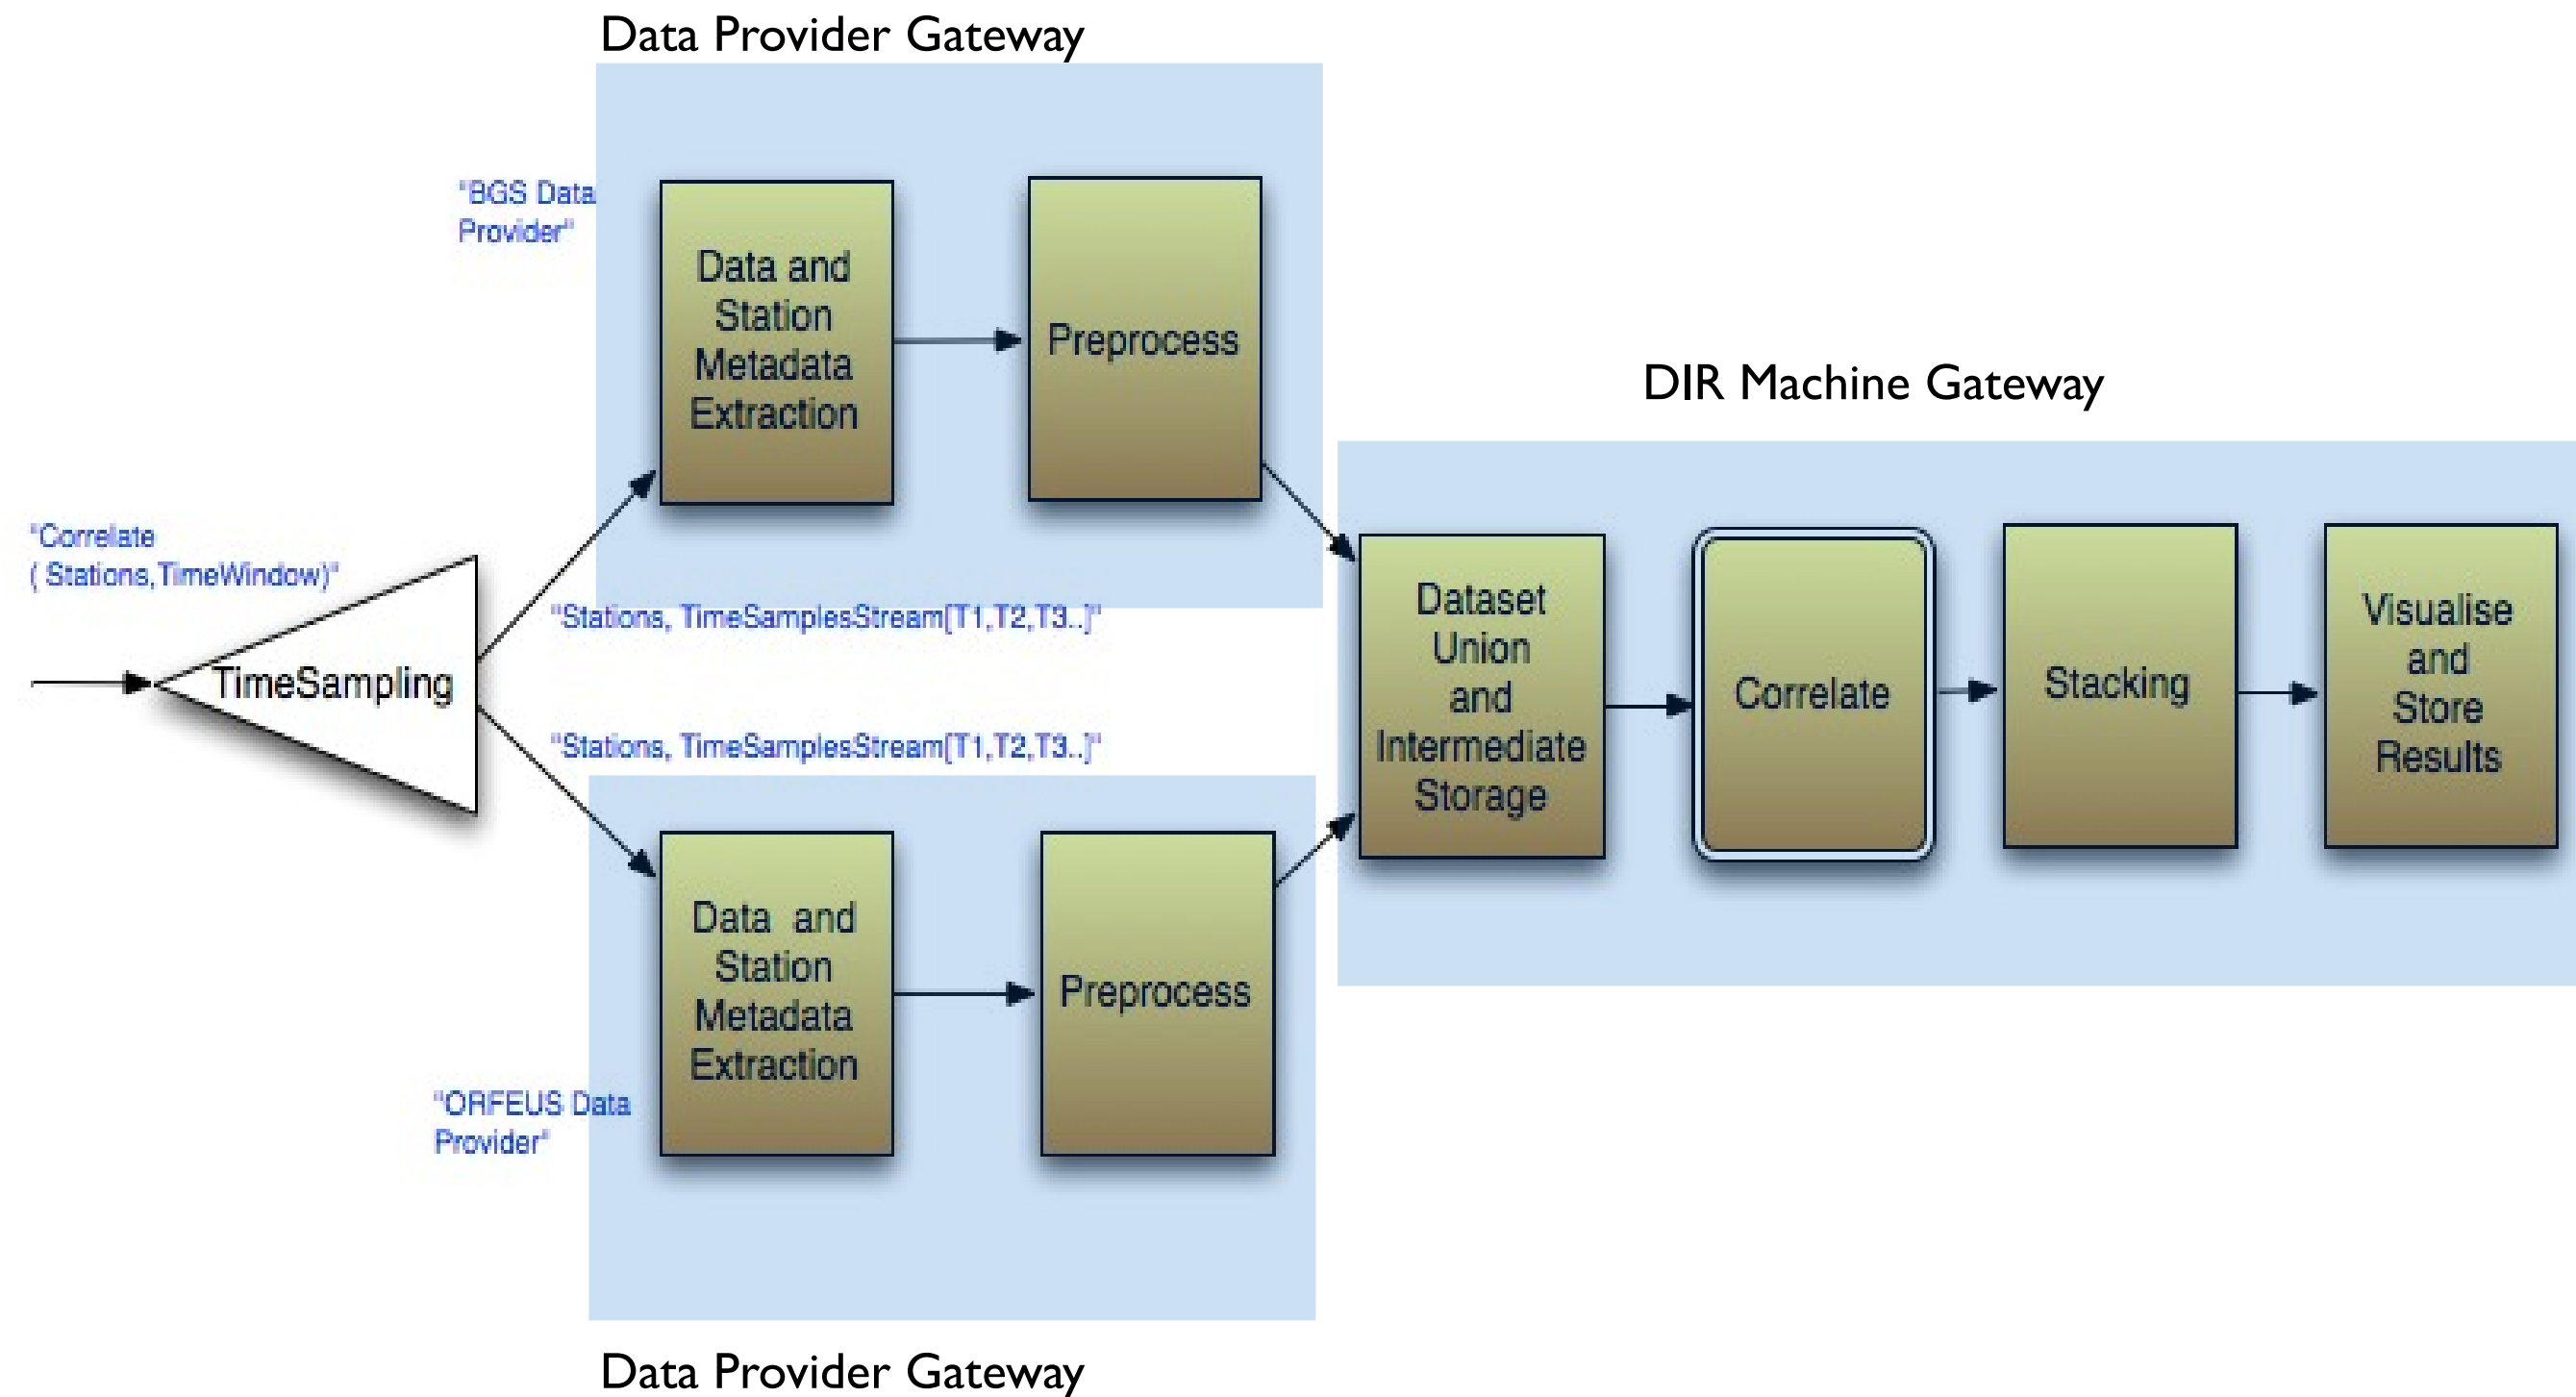 Data Provider Gateway
"BGS Data
Provider"
Data and
Station
Metadata
Extraction
Preprocess
DIR Machine Gateway
"Correlate
( Stations,TimeWindow)"
TimeSampling
"Stations, TimeSamplesStream[T1,T2,T3..]"
"Stations, TimeSamplesStream[T1,T2,T3..]"
Dataset
Union
and
Intermediate
Storage
Correlate
Stacking
Visualise
and
Store
Results
Data  and
Station
Metadata
Extraction
Preprocess
"ORFEUS Data
Provider"
Data Provider Gateway